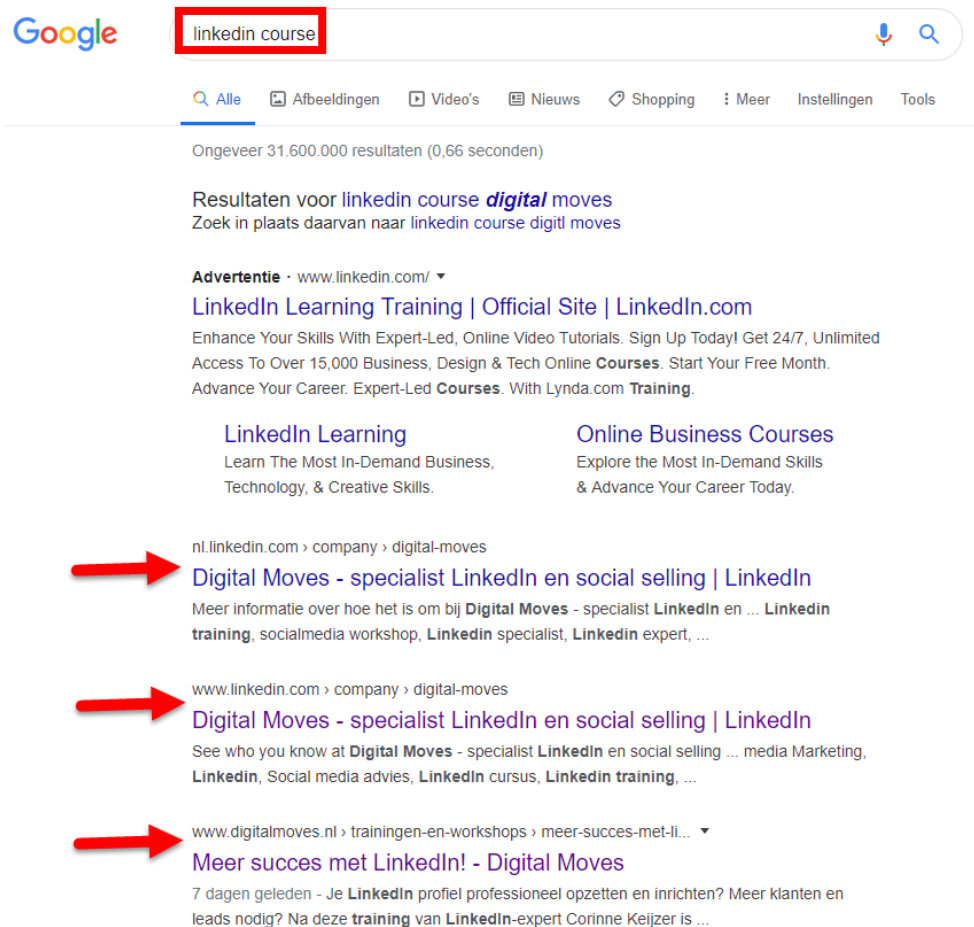 Google
linkedin course
Alle Afbeeldingen Video's Nieuws Shopping Meer Instellingen Tools
Ongeveer 31.600.000 resultaten (0,66 seconden)
Resultaten voor linkedin course digital moves
Zoek in plaats daarvan naar linkedin course digitl moves
Advertentie · www.linkedin.com/
LinkedIn Learning Training | Official Site | LinkedIn.com
Enhance Your Skills With Expert-Led, Online Video Tutorials. Sign Up Today! Get 24/7, Unlimited
Access To Over 15,000 Business, Design & Tech Online Courses. Start Your Free Month.
Advance Your Career. Expert-Led Courses. With Lynda.com Training.
LinkedIn Learning
Learn The Most In-Demand Business,
Technology, & Creative Skills.
Online Business Courses
Explore the Most In-Demand Skills
& Advance Your Career Today.
nl.linkedin.com › company › digital-moves
Digital Moves - specialist LinkedIn en social selling | LinkedIn
Meer informatie over hoe het is om bij Digital Moves - specialist LinkedIn en ... Linkedin
training, socialmedia workshop, Linkedin specialist, Linkedin expert, ...
www.linkedin.com › company › digital-moves
Digital Moves - specialist LinkedIn en social selling | LinkedIn
See who you know at Digital Moves - specialist LinkedIn en social selling ... media Marketing,
Linkedin, Social media advies, LinkedIn cursus, Linkedin training, ...
www.digitalmoves.nl › trainingen-en-workshops › meer-succes-met-li...
Meer succes met LinkedIn! - Digital Moves
7 dagen geleden - Je LinkedIn profiel professioneel opzetten en inrichten? Meer klanten en
leads nodig? Na deze training van LinkedIn-expert Corinne Keijzer is ...